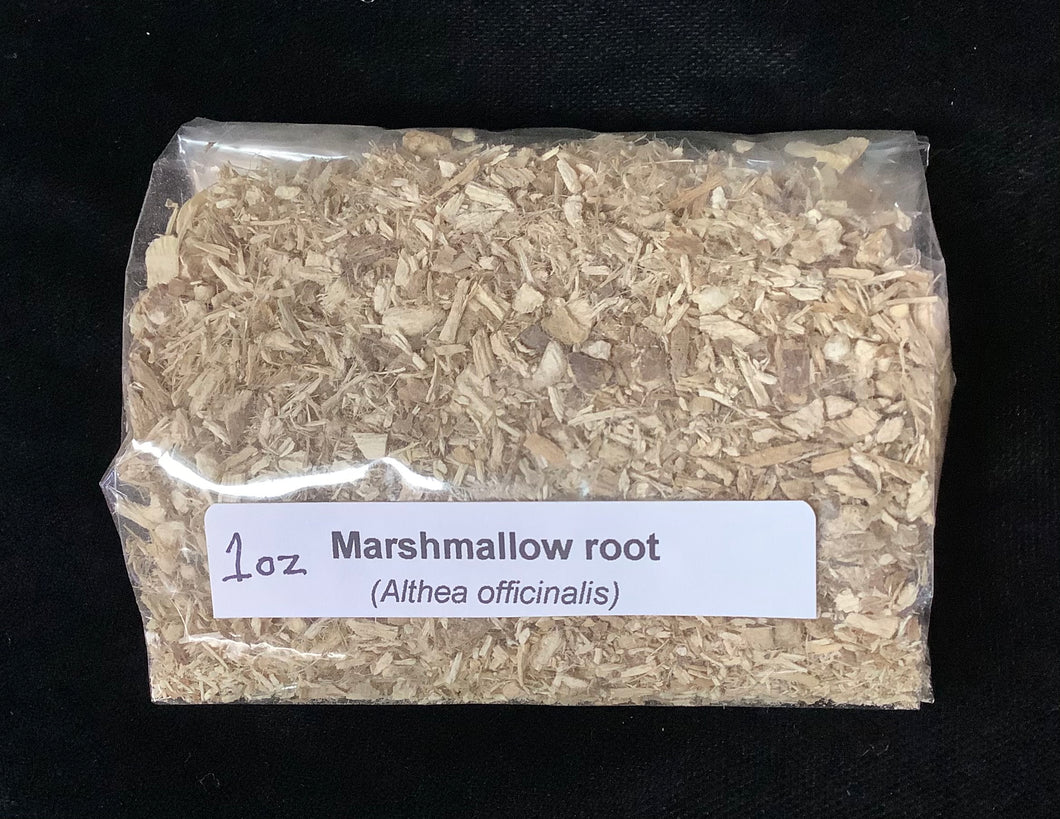 1oz Marshmallow root
(Althea officinalis)